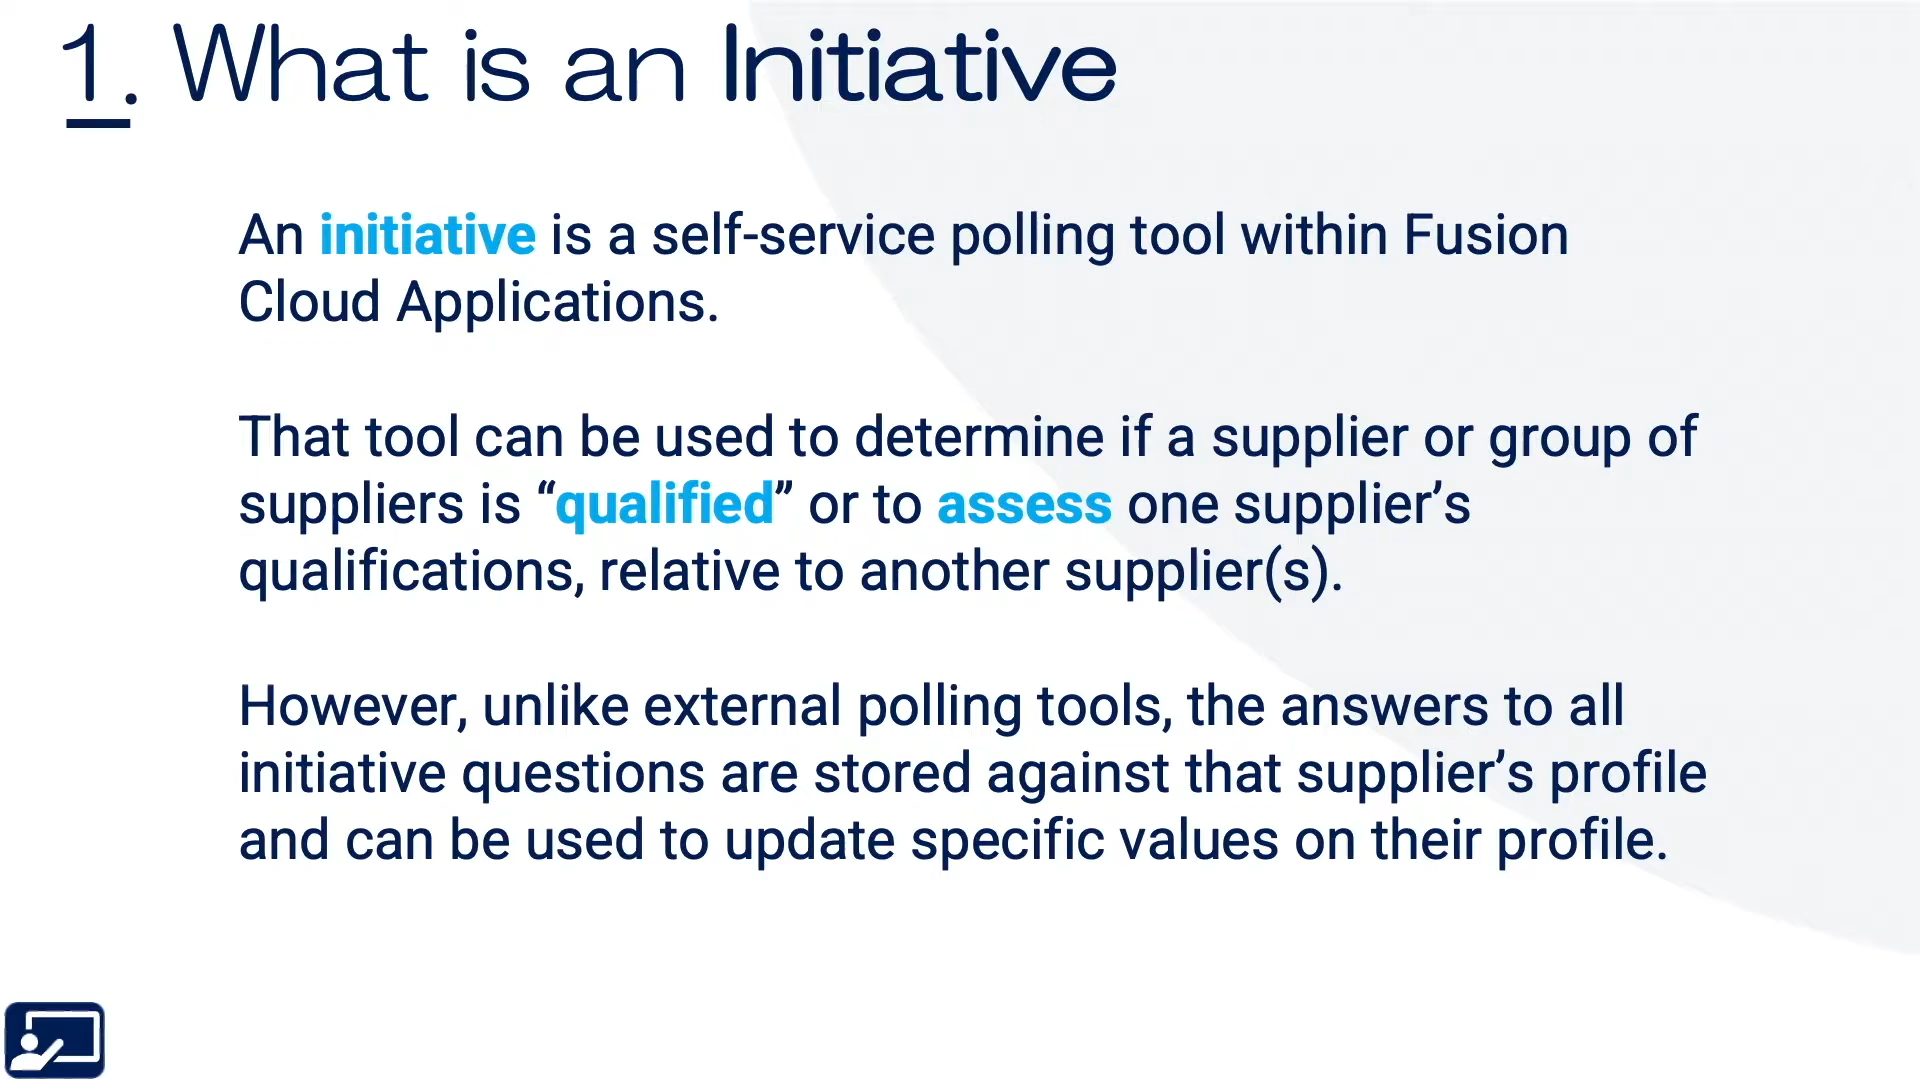 1. What is an Initiative
An initiative is a self-service polling tool within Fusion
Cloud Applications.
That tool can be used to determine if a supplier or group of
suppliers is “qualified” or to assess one supplier’s
qualifications, relative to another supplier(s).
However, unlike external polling tools, the answers to all
initiative questions are stored against that supplier’s profile
and can be used to update specific values on their profile.